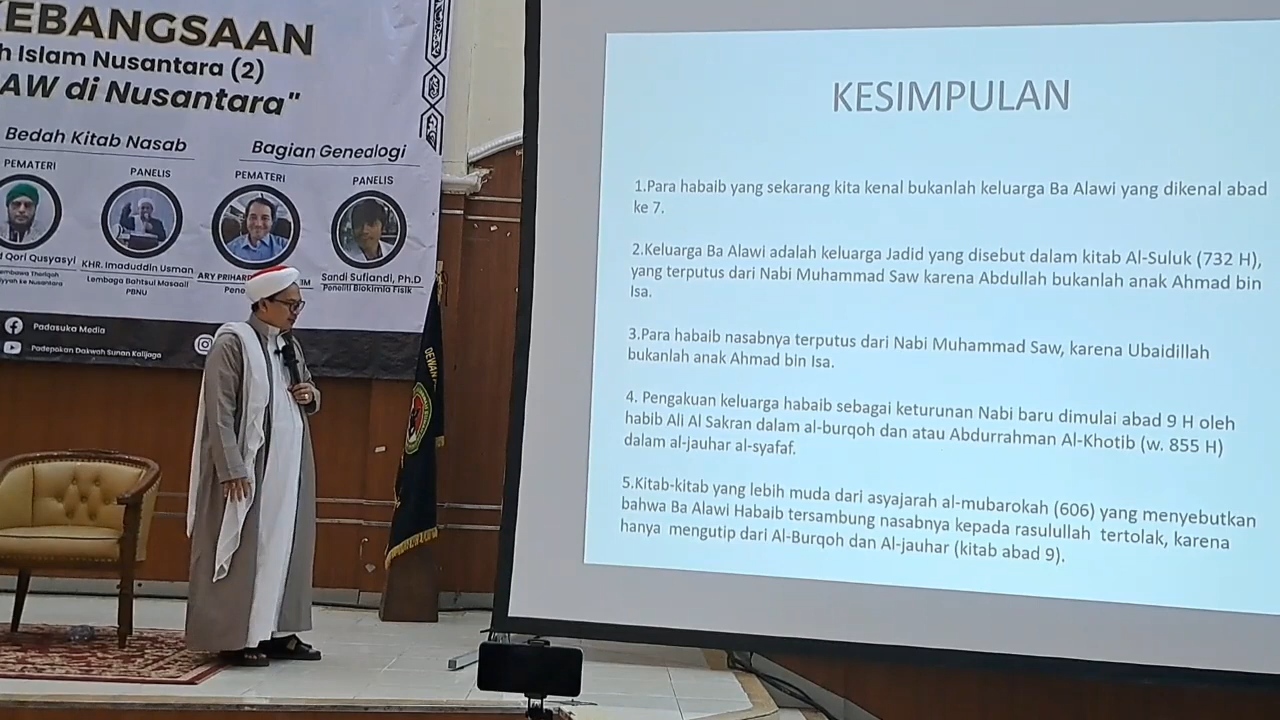 KEBANGSAAN
h Islam Nusantara (2)
AW di Nusantara"
Bedah Kitab Nasab
Bagian Genealogi
PEMATERI
PANELIS
PEMATERI
PANELIS
Qori Qusyasyi
KHR. Imaduddin Usman
Lembaga Bahtsul Masaail
PBNU
ke Nusantara
ARY
Sandi Sufiandi, Ph.D
Peneliti Biokimia Fisik
Padasuka Media
Padepokan Dakwah Sunan Kalijaga
KESIMPULAN
1.Para habaib yang sekarang kita kenal bukanlah keluarga Ba Alawi yang dikenal abad
ke 7.
2.Keluarga Ba Alawi adalah keluarga Jadid yang disebut dalam kitab Al-Suluk (732 H),
yang terputus dari Nabi Muhammad Saw karena Abdullah bukanlah anak Ahmad bin
Isa.
3.Para habaib nasabnya terputus dari Nabi Muhammad Saw, karena Ubaidillah
bukanlah anak Ahmad bin Isa.
4. Pengakuan keluarga habaib sebagai keturunan Nabi baru dimulai abad 9 H oleh
habib Ali Al Sakran dalam al-burqoh dan atau Abdurrahman Al-Khotib (w. 855 H)
dalam al-jauhar al-syafaf.
5.Kitab-kitab yang lebih muda dari asyajarah al-mubarokah (606) yang menyebutkan
bahwa Ba Alawi Habaib tersambung nasabnya kepada rasulullah tertolak, karena
hanya mengutip dari Al-Burqoh dan Al-jauhar (kitab abad 9).